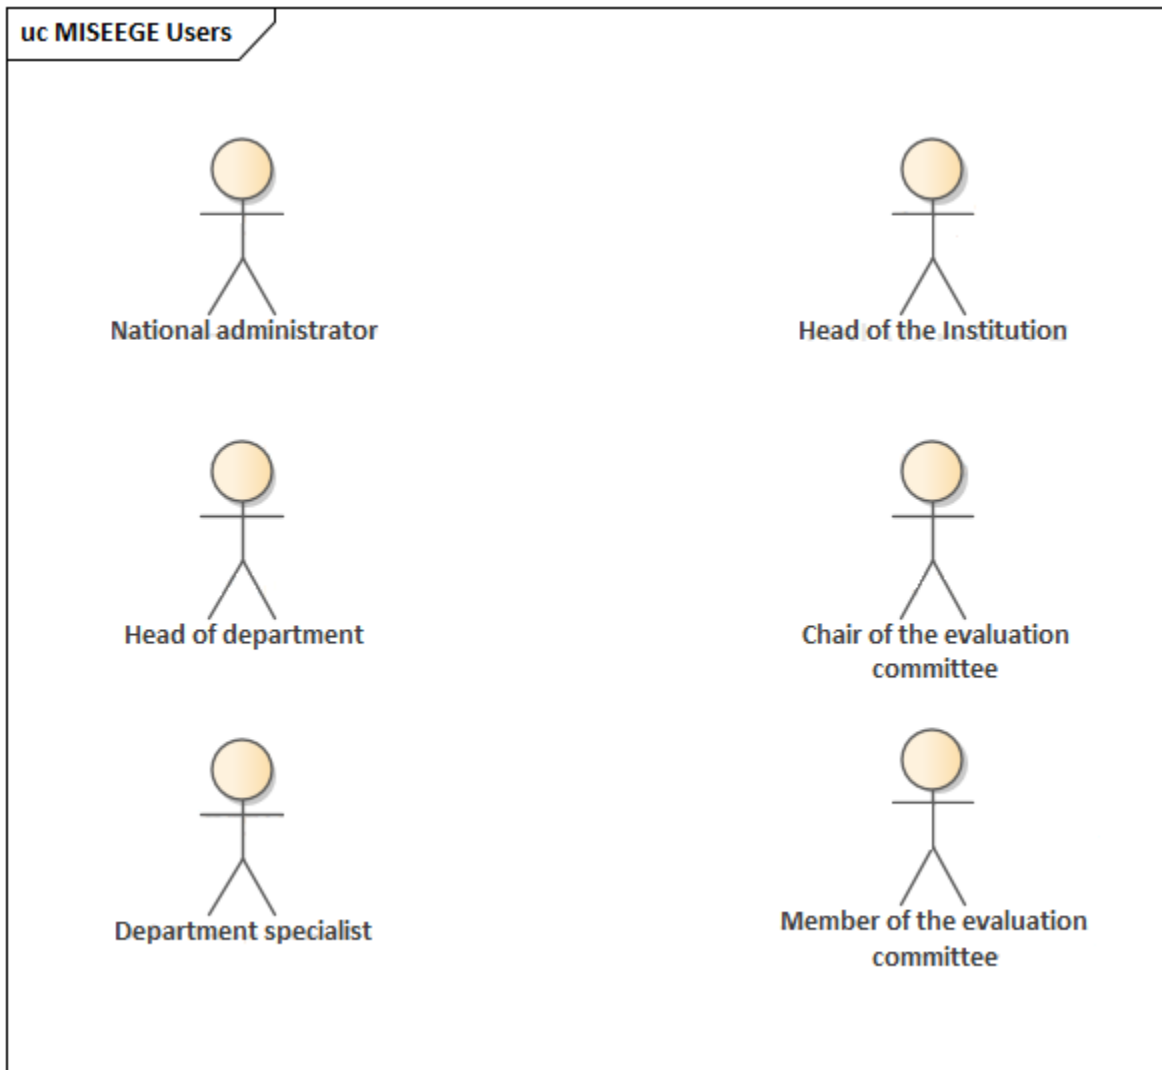 uc MISEEGE Users
National administrator
Head of the Institution
Head of department
Chair of the evaluation
committee
Department specialist
Member of the evaluation
committee